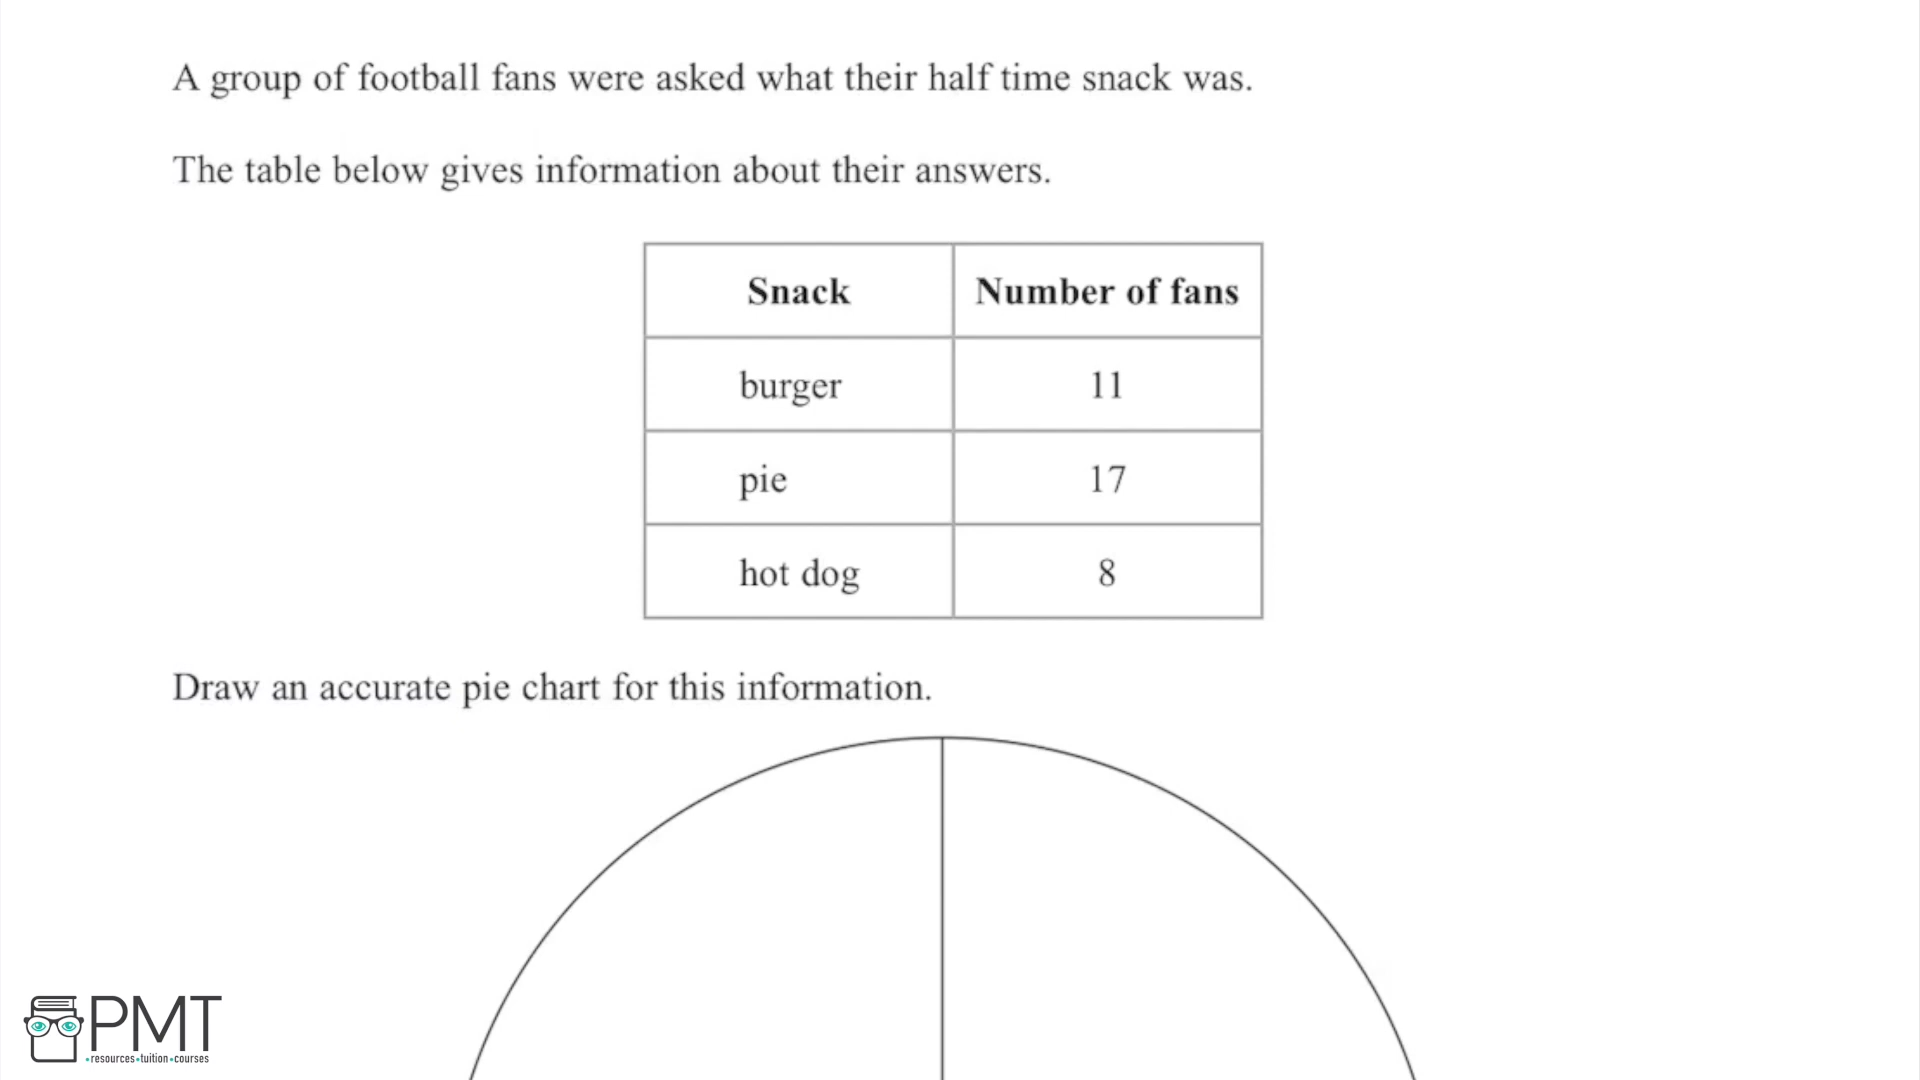 A group of football fans were asked what their half time snack was.
The table below gives information about their answers.
Snack Number of fans
burger 11
pie 17
hot dog 8
Draw an accurate pie chart for this information.
PMT
•resources•tuition•courses